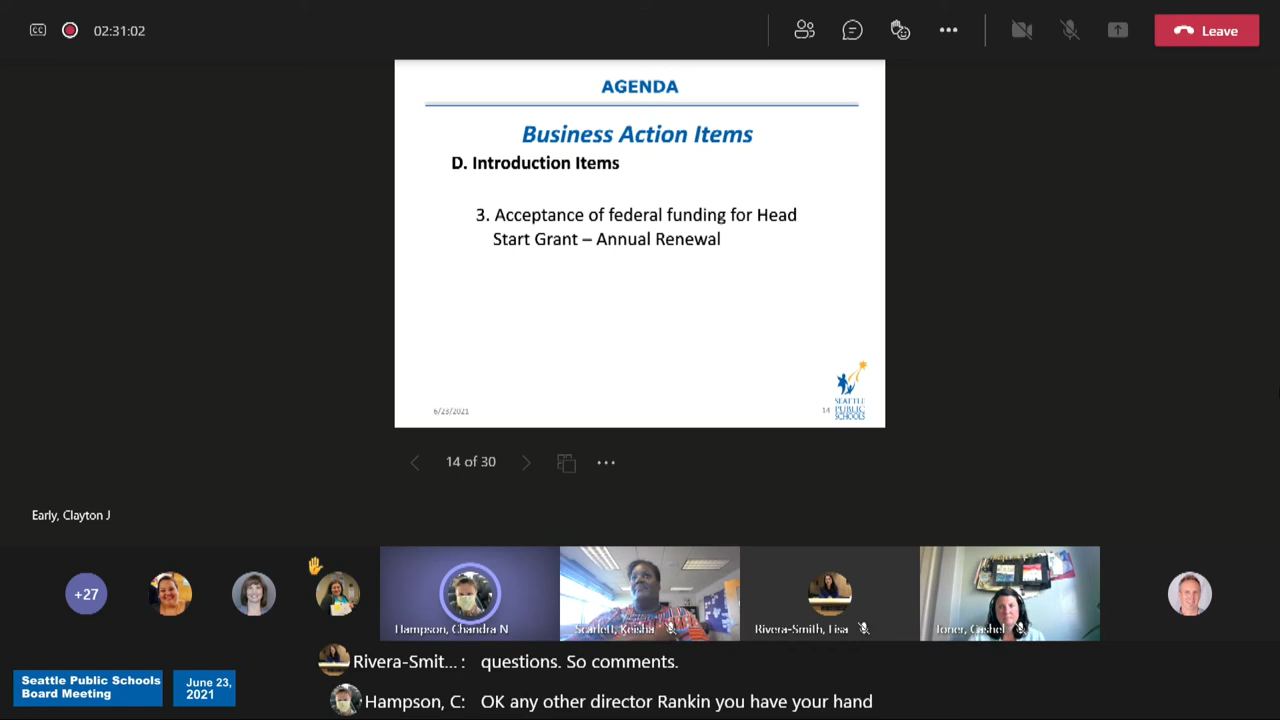 CC
02:31:02
Leave
AGENDA
Business Action Items
D. Introduction Items
3. Acceptance of federal funding for Head
Start Grant – Annual Renewal
6/23/2021
14
SEATTLE
PUBLIC
SCHOOLS
14 of 30
Early, Clayton J
+27
Hampson, Chandra N
Scarlett, Keisha
Rivera-Smith, Lisa
Toner, Cashel
Rivera-Smit... : questions. So comments.
Hampson, C: OK any other director Rankin you have your hand
Seattle Public Schools
Board Meeting
June 23,
2021